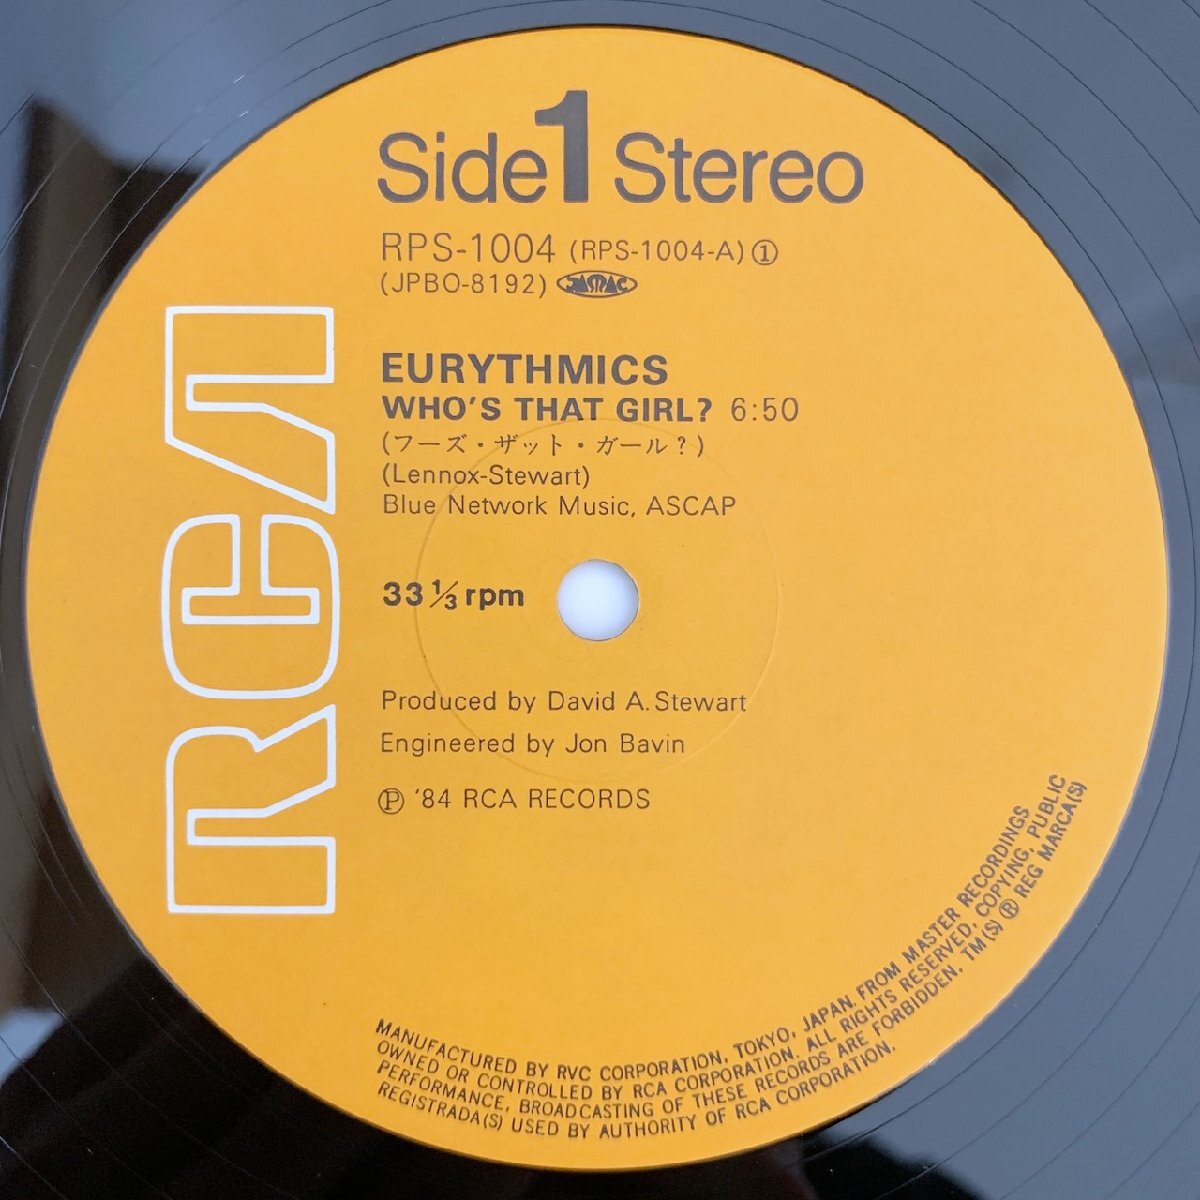 Side 1 Stereo
RPS-1004 (RPS-1004-A) ①
(JPBO-8192) JASRAC
RCA
EURYTHMICS
WHO'S THAT GIRL? 6:50
(フーズ・ザット・ガール?)
(Lennox-Stewart)
Blue Network Music, ASCAP
33 1/3 rpm
Produced by David A. Stewart
Engineered by Jon Bavin
Ⓟ '84 RCA RECORDS
MANUFACTURED BY RVC CORPORATION, TOKYO, JAPAN. FROM MASTER RECORDINGS
OWNED OR CONTROLLED BY RCA CORPORATION. ALL RIGHTS RESERVED, COPYING, PUBLIC
PERFORMANCE, BROADCASTING OF THESE RECORDS ARE FORBIDDEN. TM(S) ® REG MARCA(S)
REGISTRADA(S) USED BY AUTHORITY OF RCA CORPORATION.